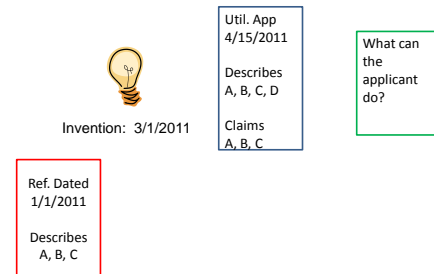 Util. App
4/15/2011
Describes
A, B, C, D
Claims
A, B, C
What can
the
applicant
do?
Invention:  3/1/2011
Ref. Dated
1/1/2011
Describes
A, B, C